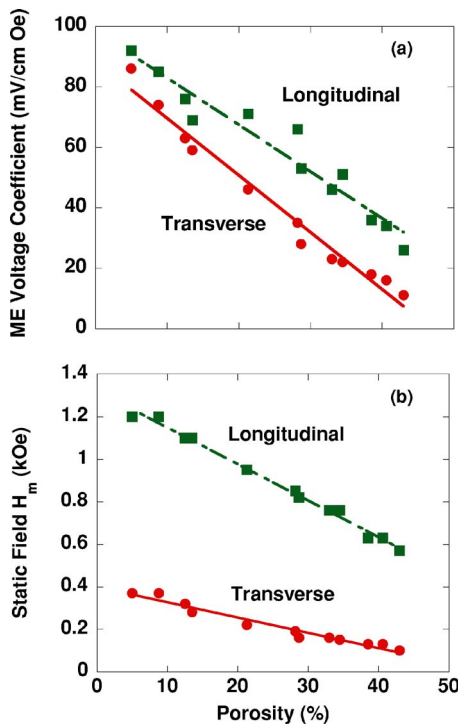 100
(a)
80
Longitudinal
60
40
Transverse
20
0
ME Voltage Coefficient (mV/cm Oe)
1.4
(b)
1.2
Longitudinal
1
0.8
0.6
0.4
Transverse
0.2
0
Static Field Hm (kOe)
0 10 20 30 40 50
Porosity (%)